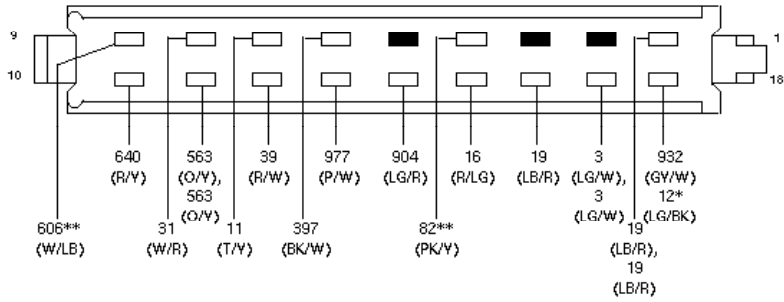 9 1
10 18
640 563 39 977 904 16 19 3 932
(R/Y) (O/Y), (R/W) (P/W) (LG/R) (R/LG) (LB/R) (LG/W), (GY/W)
563 3 12*
(O/Y) (LG/W) (LG/BK)
606** 31 11 397 82** 19
(W/LB) (W/R) (T/Y) (BK/W) (PK/Y) (LB/R),
19
(LB/R)